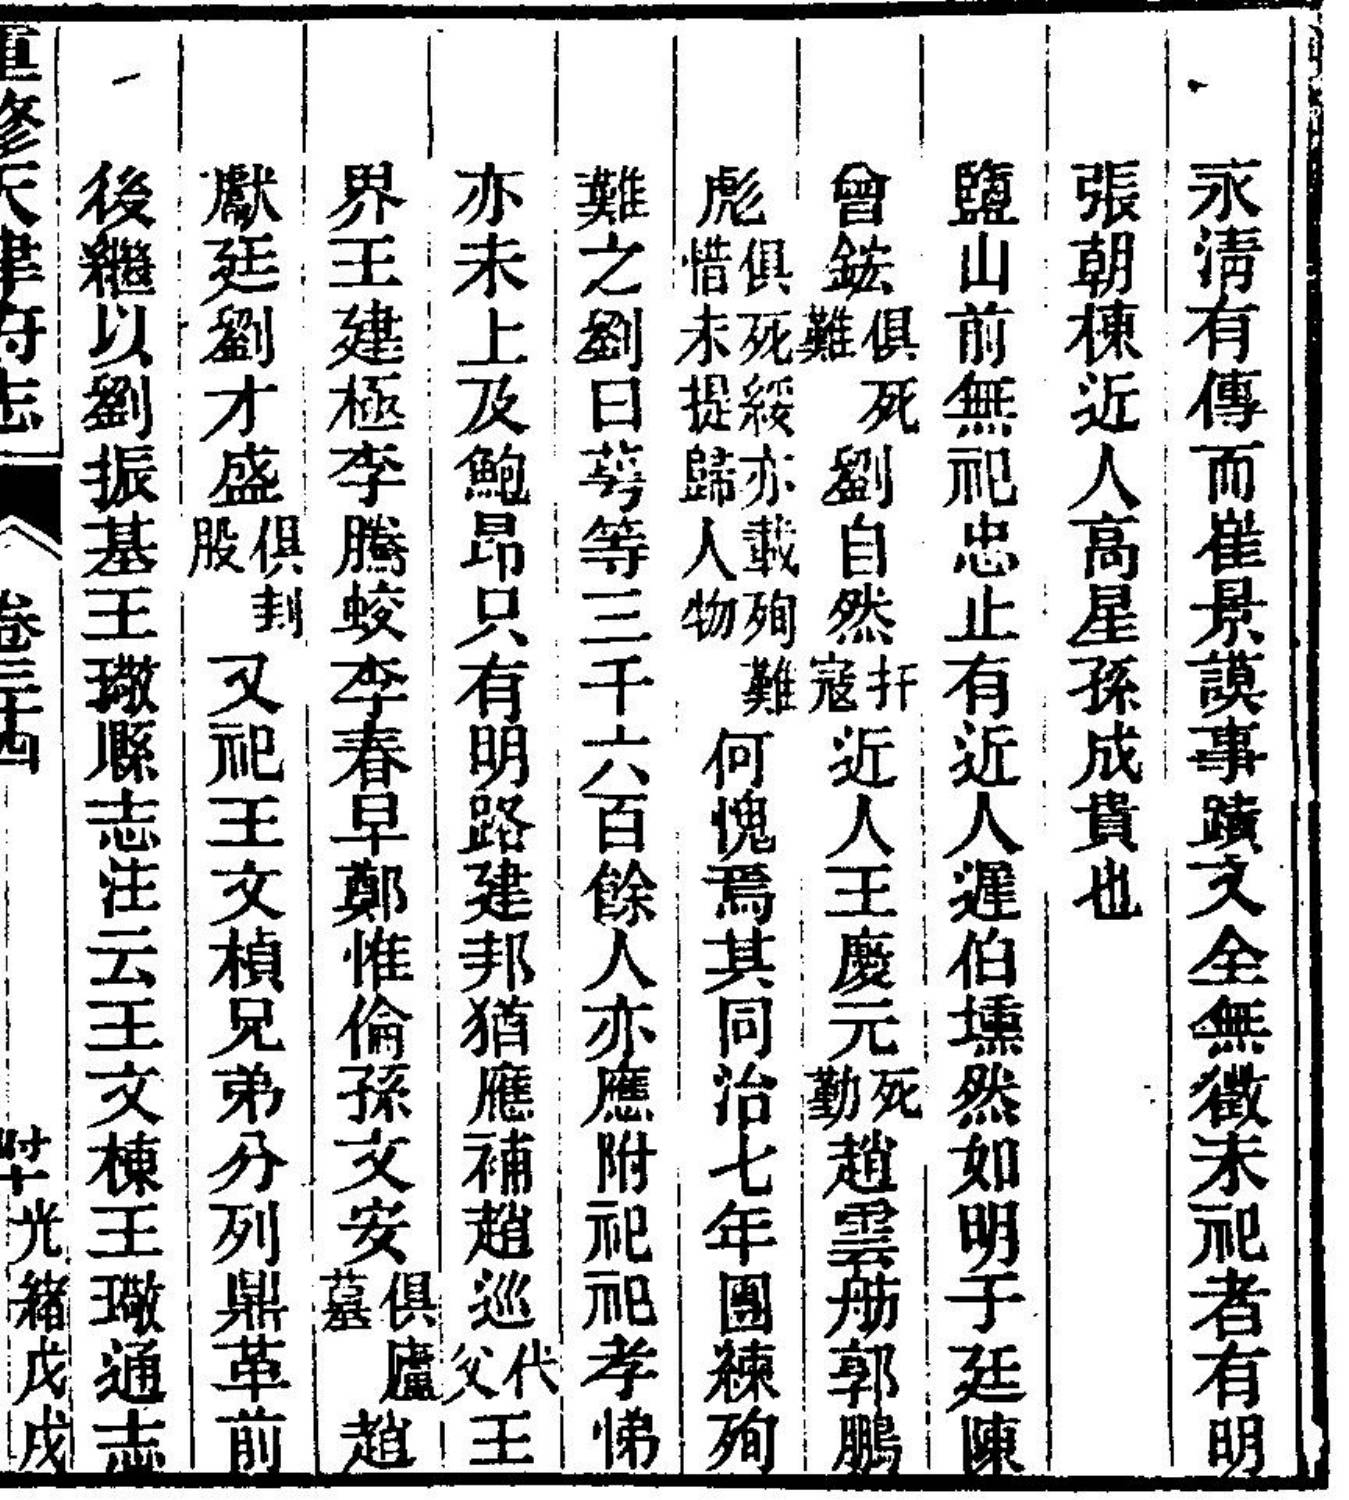 永淸有傳而崔景謨事蹟文全無徵未祀者有明
張朝棟近人高星孫成貴也
鹽山前無祀忠止有近人遲伯壎然如明于廷陳
曾鋐俱死難劉自然扞寇近人王慶元死勤趙雲舫郭鵬
彪俱死綏亦載殉難惜未提歸人物何愧焉其同治七年團練殉
難之劉曰蕚等三千六百餘人亦應附祀祀孝悌
亦未上及鮑昂只有明路建邦猶應補趙巡代父王
界王建極李騰蛟李春早鄭惟倫孫文安俱廬墓趙
獻廷劉才盛俱刲股又祀王文楨兄弟分列鼎革前
後繼以劉振基王璥縣志注云王文棟王璥通志
重修天津府志 卷三十四 附十 光緒戊戌